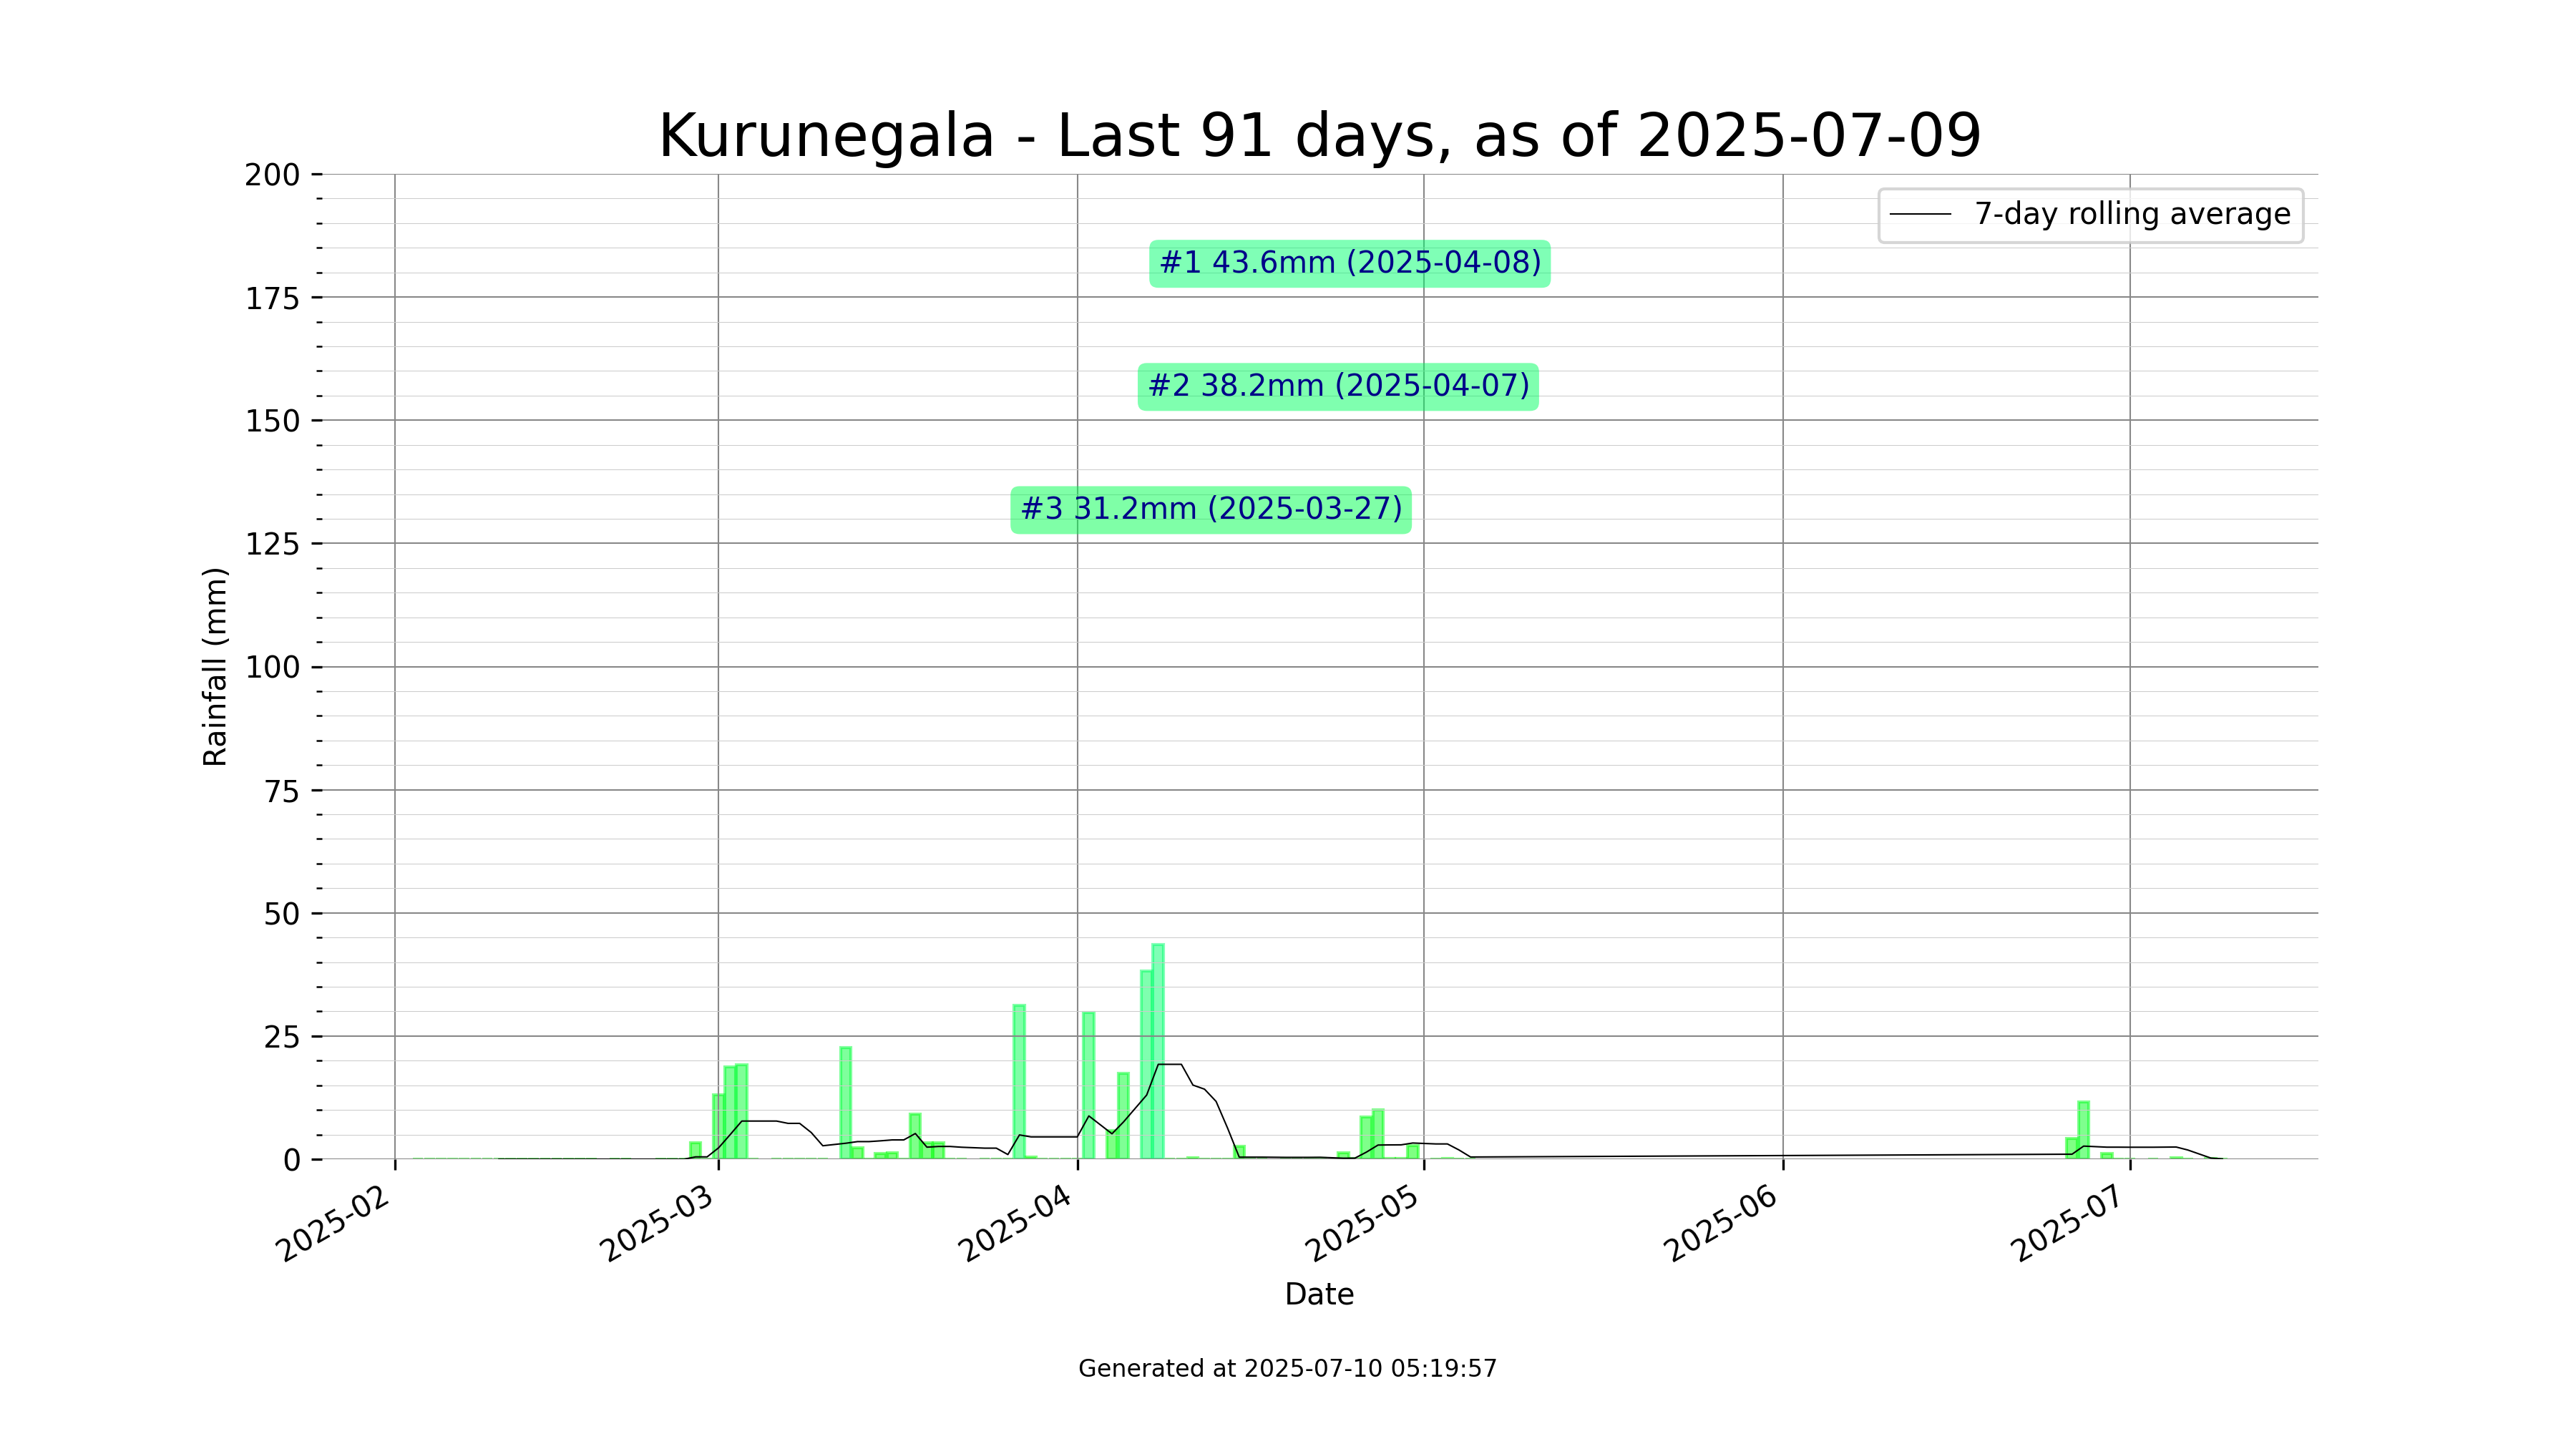 Kurunegala - Last 91 days, as of 2025-07-09
7-day rolling average
#1 43.6mm (2025-04-08)
#2 38.2mm (2025-04-07)
#3 31.2mm (2025-03-27)
Rainfall (mm)
200
175
150
125
100
75
50
25
0
2025-02
2025-03
2025-04
2025-05
2025-06
2025-07
Date
Generated at 2025-07-10 05:19:57